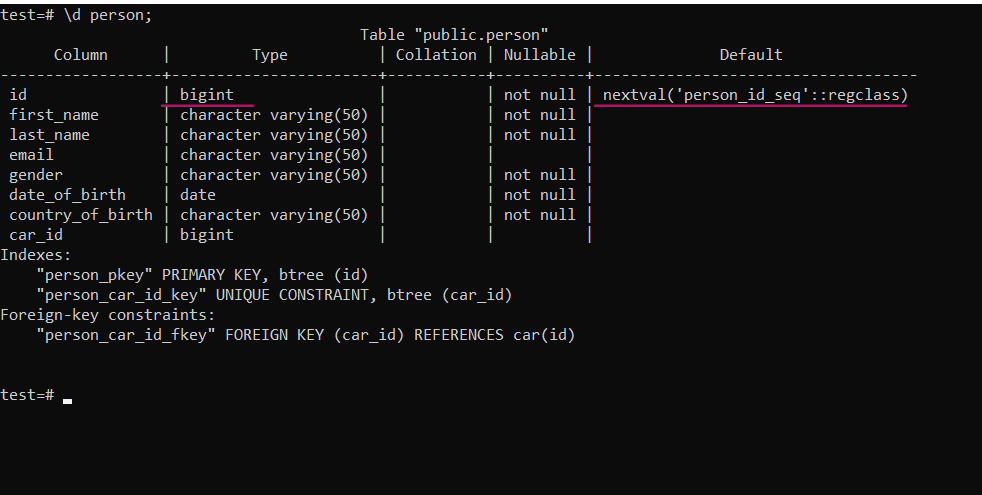 test=# \d person;
                                        Table "public.person"
      Column      |          Type         | Collation | Nullable |              Default
------------------+-----------------------+-----------+----------+------------------------------------
 id               | bigint                |           | not null | nextval('person_id_seq'::regclass)
 first_name       | character varying(50) |           | not null |
 last_name        | character varying(50) |           | not null |
 email            | character varying(50) |           |          |
 gender           | character varying(50) |           | not null |
 date_of_birth    | date                  |           | not null |
 country_of_birth | character varying(50) |           | not null |
 car_id           | bigint                |           |          |
Indexes:
    "person_pkey" PRIMARY KEY, btree (id)
    "person_car_id_key" UNIQUE CONSTRAINT, btree (car_id)
Foreign-key constraints:
    "person_car_id_fkey" FOREIGN KEY (car_id) REFERENCES car(id)
test=#